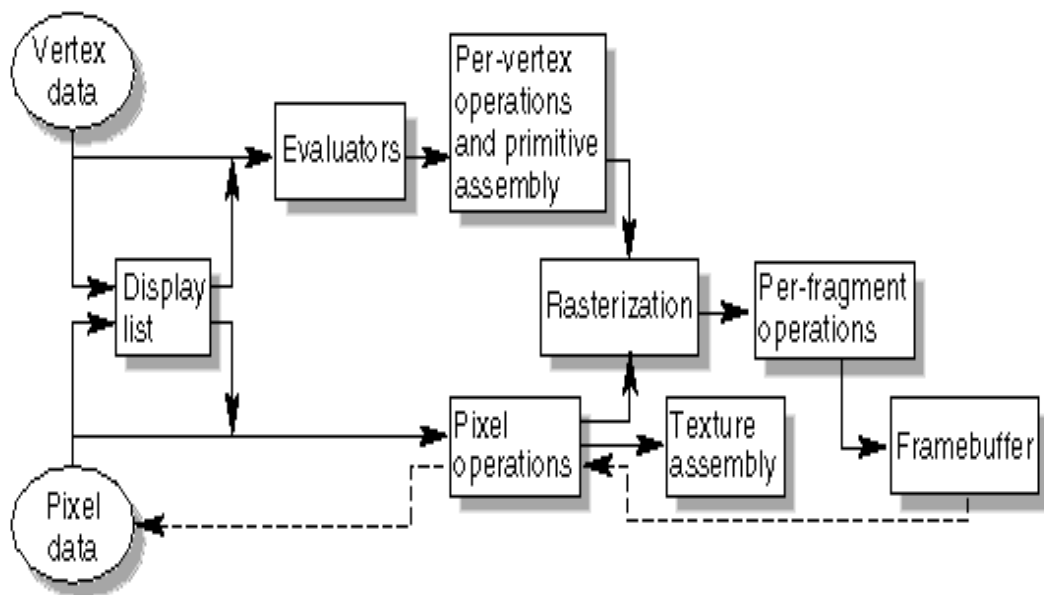 Vertex
data
Evaluators
Per-vertex
operations
and primitive
assembly
Display
list
Rasterization
Per-fragment
operations
Pixel
operations
Texture
assembly
Framebuffer
Pixel
data